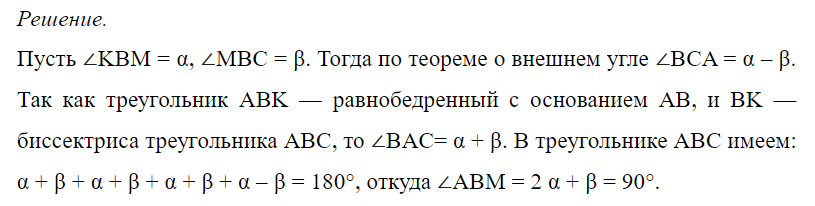 Решение.
Пусть ∠KBM = α, ∠MBC = β. Тогда по теореме о внешнем угле ∠BCA = α – β.
Так как треугольник ABK — равнобедренный с основанием AB, и BK —
биссектриса треугольника ABC, то ∠BAC= α + β. В треугольнике ABC имеем:
α + β + α + β + α + β + α – β = 180°, откуда ∠ABM = 2 α + β = 90°.